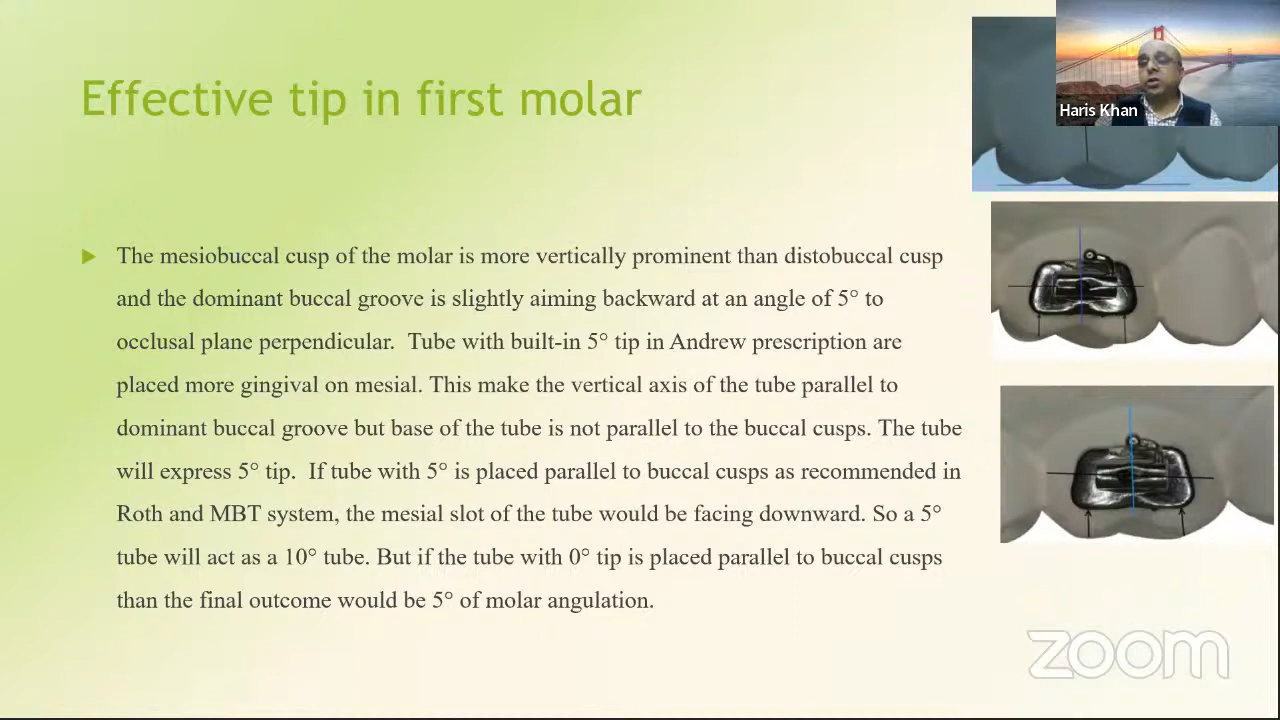 Effective tip in first molar
Haris Khan
The mesiobuccal cusp of the molar is more vertically prominent than distobuccal cusp
and the dominant buccal groove is slightly aiming backward at an angle of 5° to
occlusal plane perpendicular. Tube with built-in 5° tip in Andrew prescription are
placed more gingival on mesial. This make the vertical axis of the tube parallel to
dominant buccal groove but base of the tube is not parallel to the buccal cusps. The tube
will express 5° tip. If tube with 5° is placed parallel to buccal cusps as recommended in
Roth and MBT system, the mesial slot of the tube would be facing downward. So a 5°
tube will act as a 10° tube. But if the tube with 0° tip is placed parallel to buccal cusps
than the final outcome would be 5° of molar angulation.
zoom